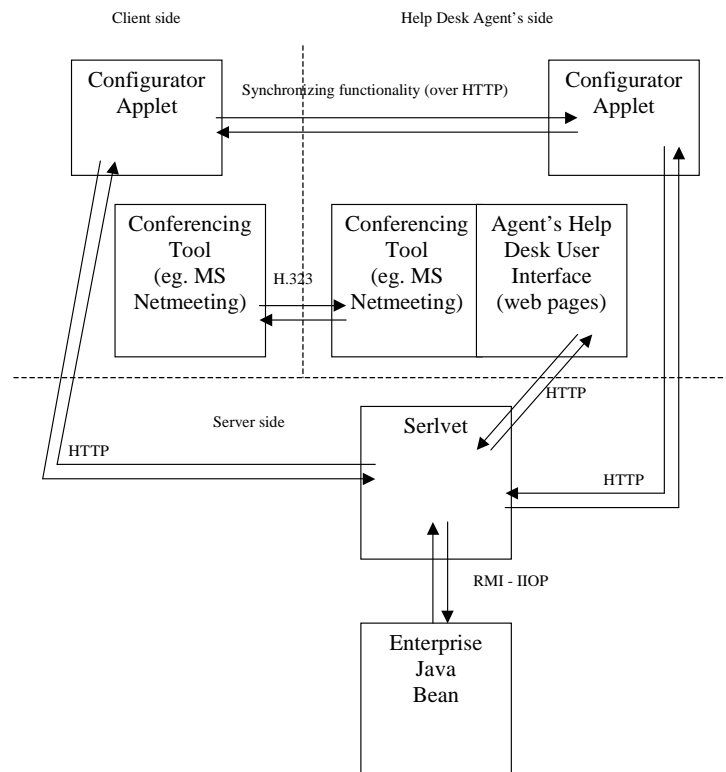 Client side
Help Desk Agent's side
Configurator
Applet
Synchronizing functionality (over HTTP)
Configurator
Applet
Conferencing
Tool
(eg. MS
Netmeeting)
H.323
Conferencing
Tool
(eg. MS
Netmeeting)
Agent's Help
Desk User
Interface
(web pages)
HTTP
Server side
Serlvet
HTTP
HTTP
RMI - IIOP
Enterprise
Java
Bean